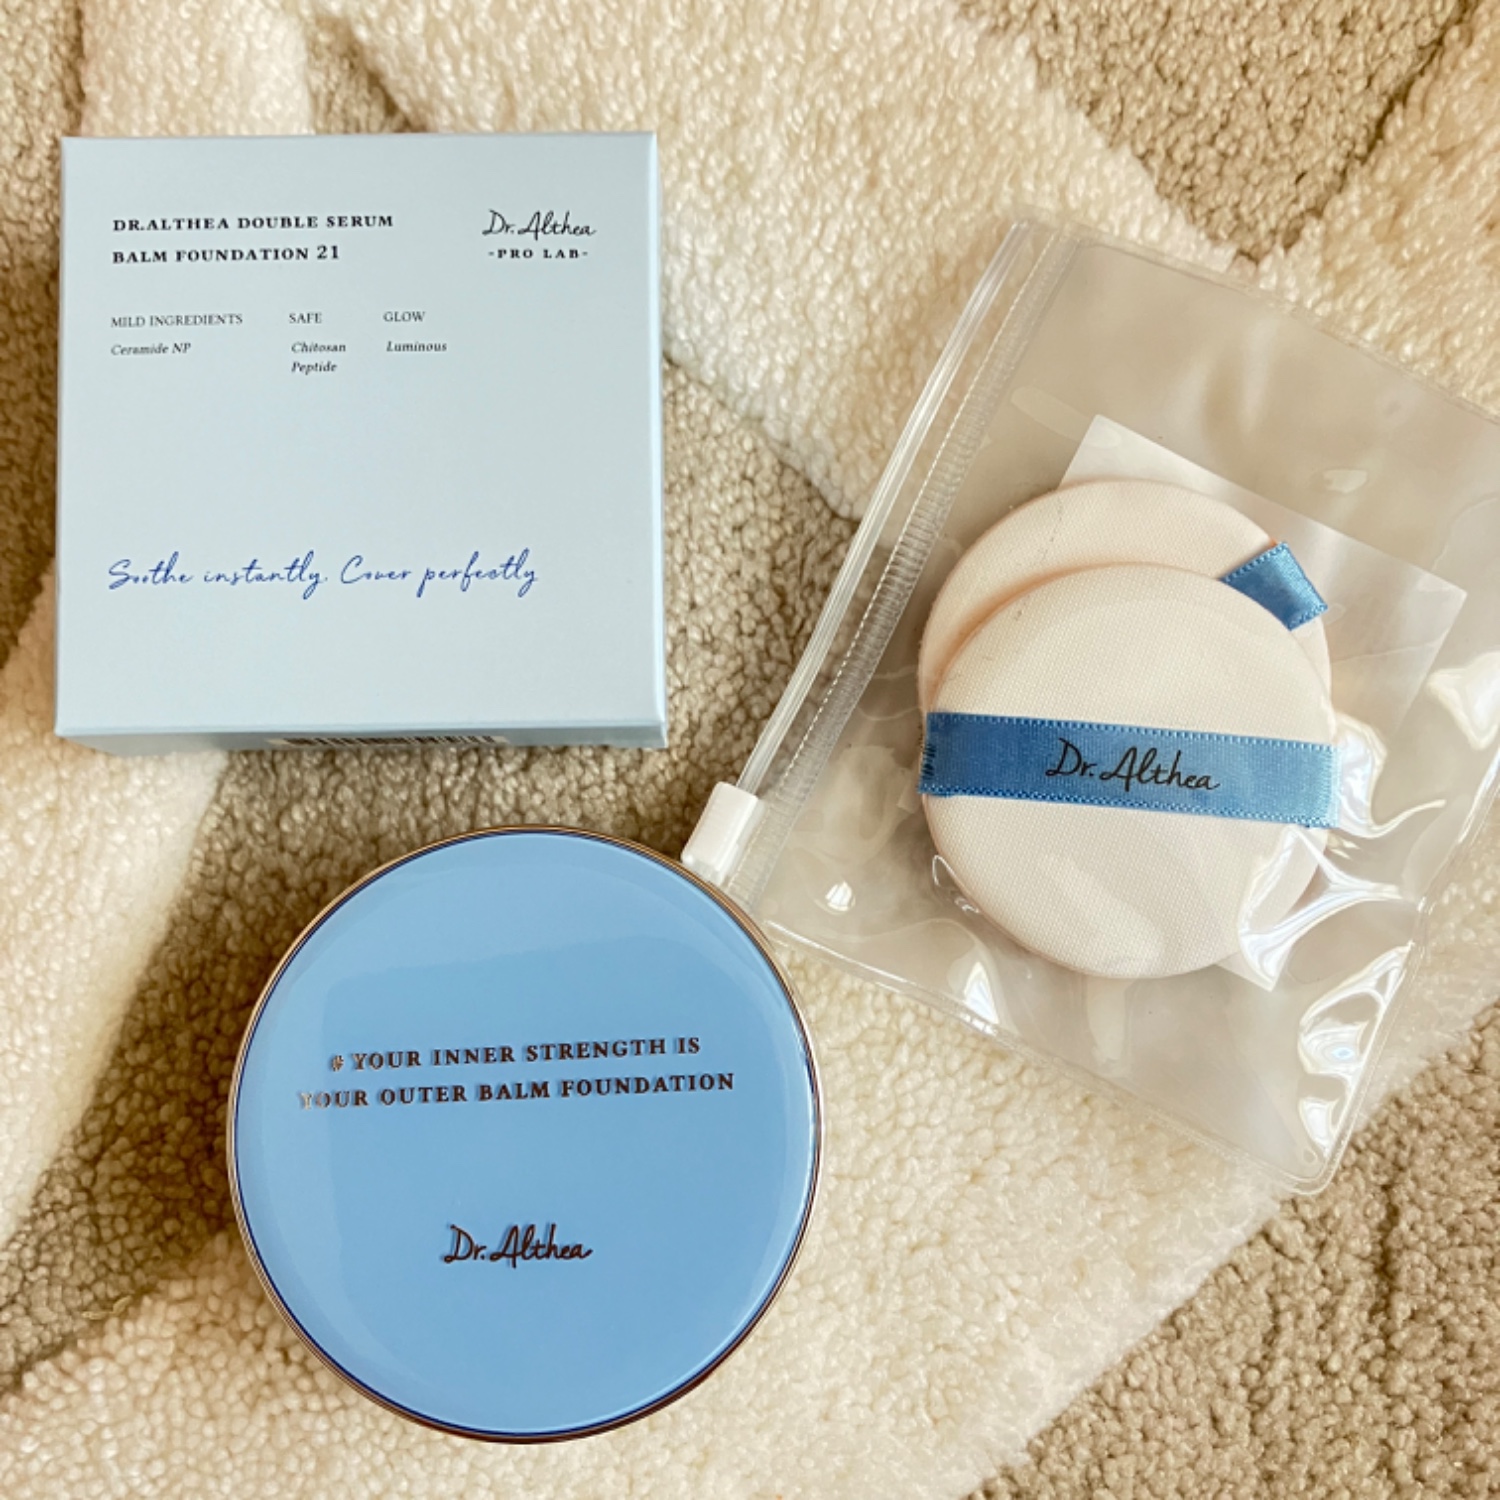 DR.ALTHEA DOUBLE SERUM
BALM FOUNDATION 21
Dr.Althea
-PRO LAB-
MILD INGREDIENTS
Ceramide NP
SAFE
Chitosan
Peptide
GLOW
Luminous
Soothe instantly. Cover perfectly
Dr.Althea
# YOUR INNER STRENGTH IS
YOUR OUTER BALM FOUNDATION
Dr.Althea